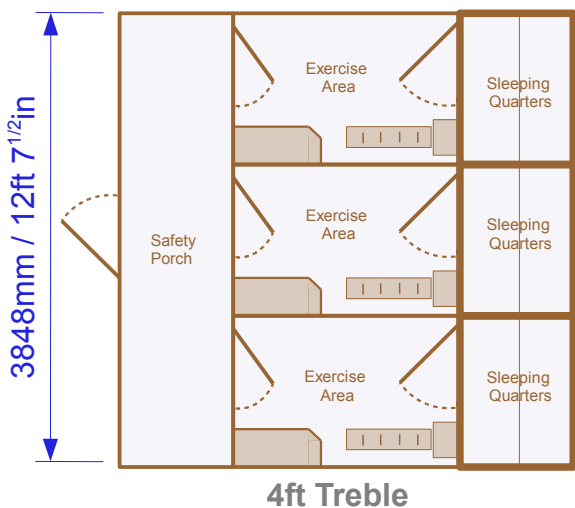 3848mm / 12ft 7 1/2in
Exercise
Area
Sleeping
Quarters
Safety
Porch
Exercise
Area
Sleeping
Quarters
Exercise
Area
Sleeping
Quarters
4ft Treble